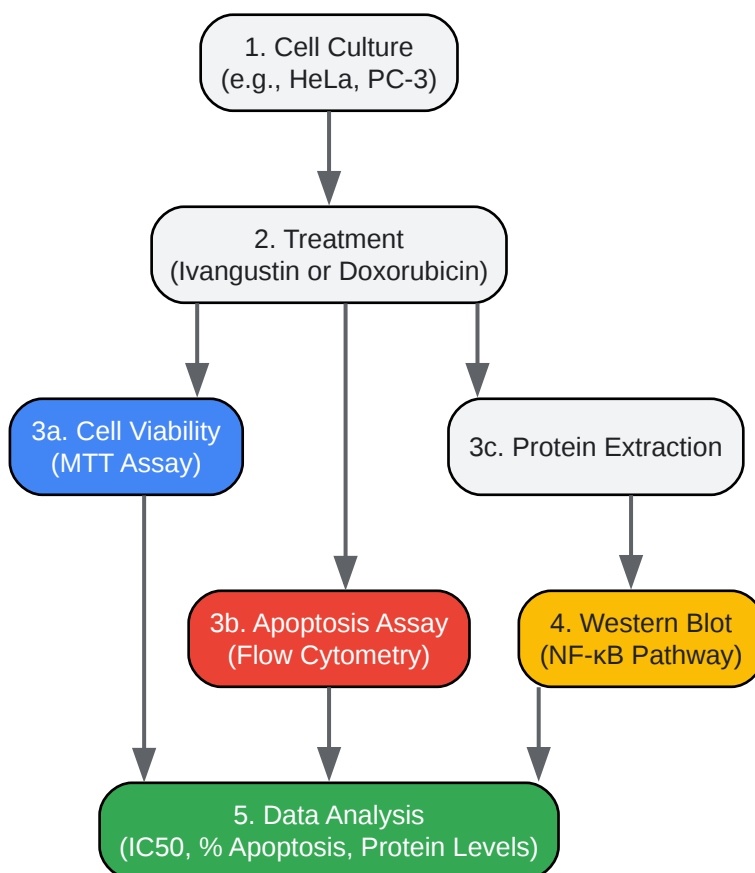 1. Cell Culture
(e.g., HeLa, PC-3)
2. Treatment
(Ivangustin or Doxorubicin)
3a. Cell Viability
(MTT Assay)
3c. Protein Extraction
3b. Apoptosis Assay
(Flow Cytometry)
4. Western Blot
(NF-κB Pathway)
5. Data Analysis
(IC50, % Apoptosis, Protein Levels)